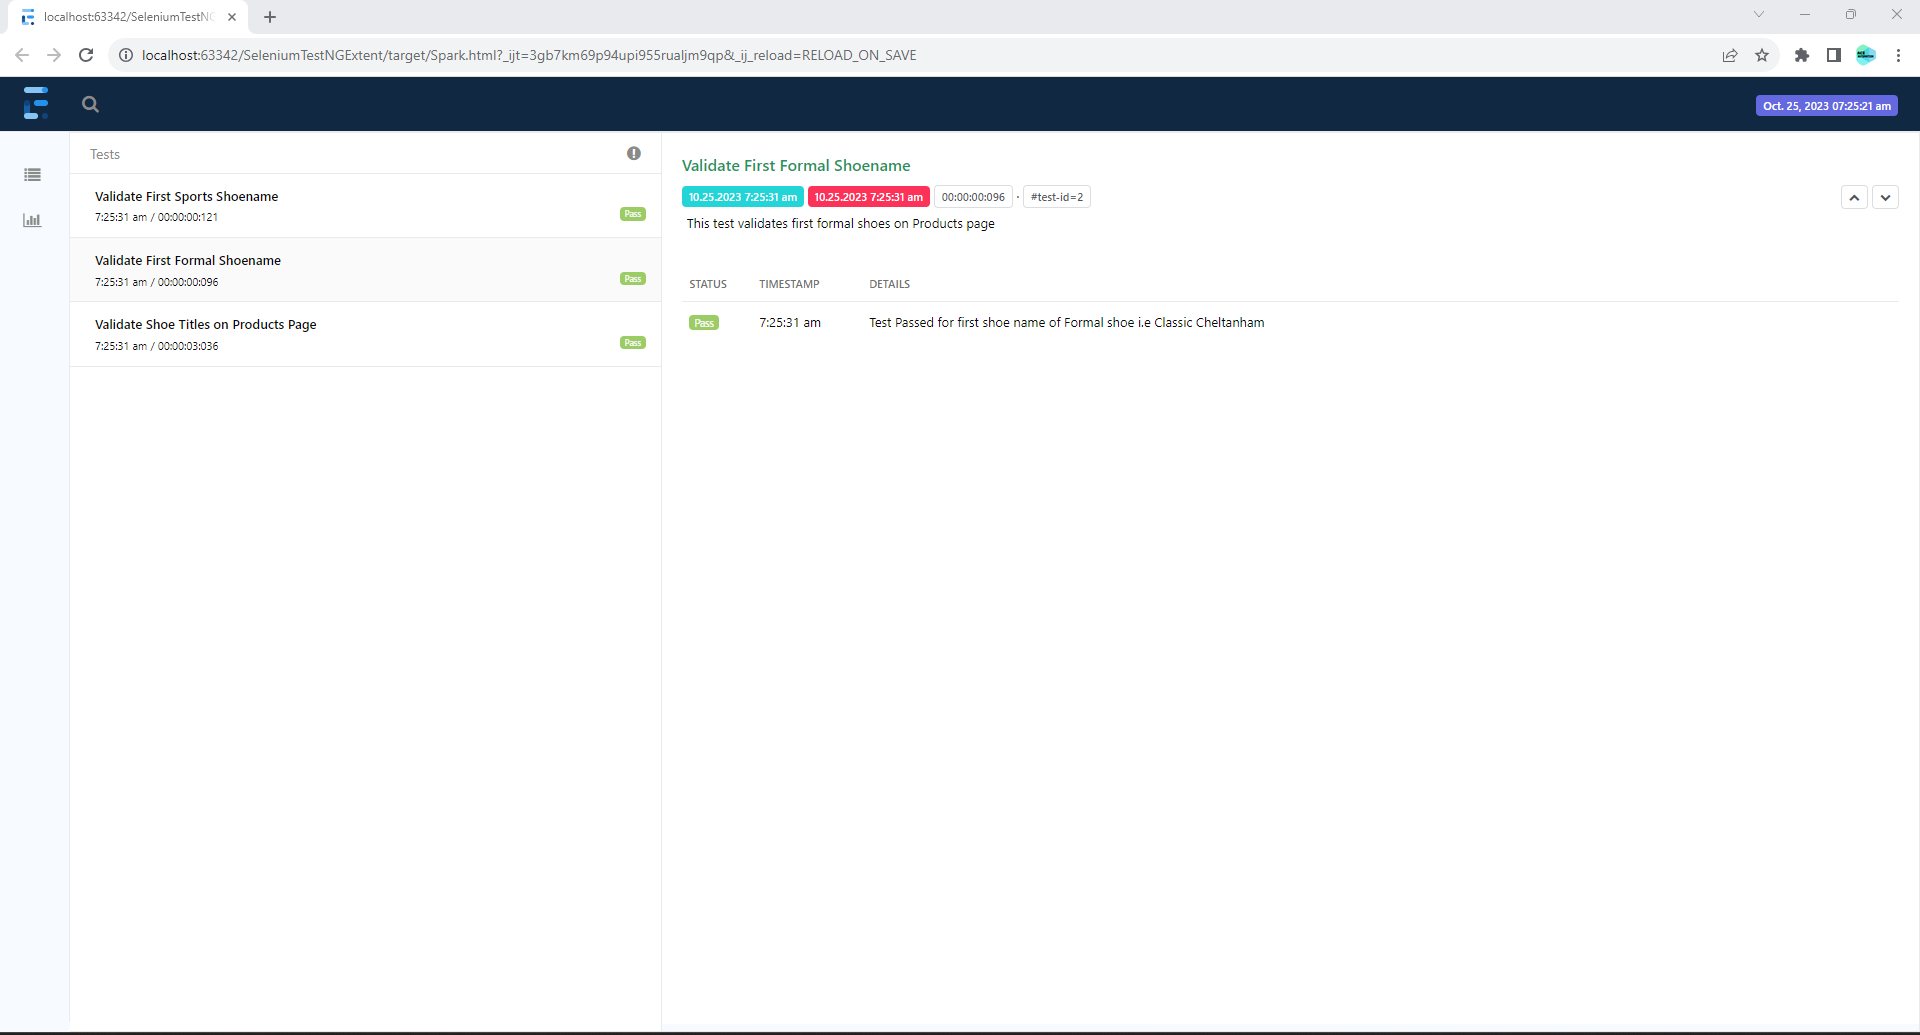 localhost:63342/SeleniumTestNG
localhost:63342/SeleniumTestNGExtent/target/Spark.html?_ijt=3gb7km69p94upi955rualjm9qp&_ij_reload=RELOAD_ON_SAVE
Oct. 25, 2023 07:25:21 am
Tests
Validate First Sports Shoename
7:25:31 am / 00:00:00:121
Pass
Validate First Formal Shoename
7:25:31 am / 00:00:00:096
Pass
Validate Shoe Titles on Products Page
7:25:31 am / 00:00:03:036
Pass
Validate First Formal Shoename
10.25.2023 7:25:31 am 10.25.2023 7:25:31 am 00:00:00:096 · #test-id=2
This test validates first formal shoes on Products page
STATUS TIMESTAMP DETAILS
Pass 7:25:31 am Test Passed for first shoe name of Formal shoe i.e Classic Cheltanham